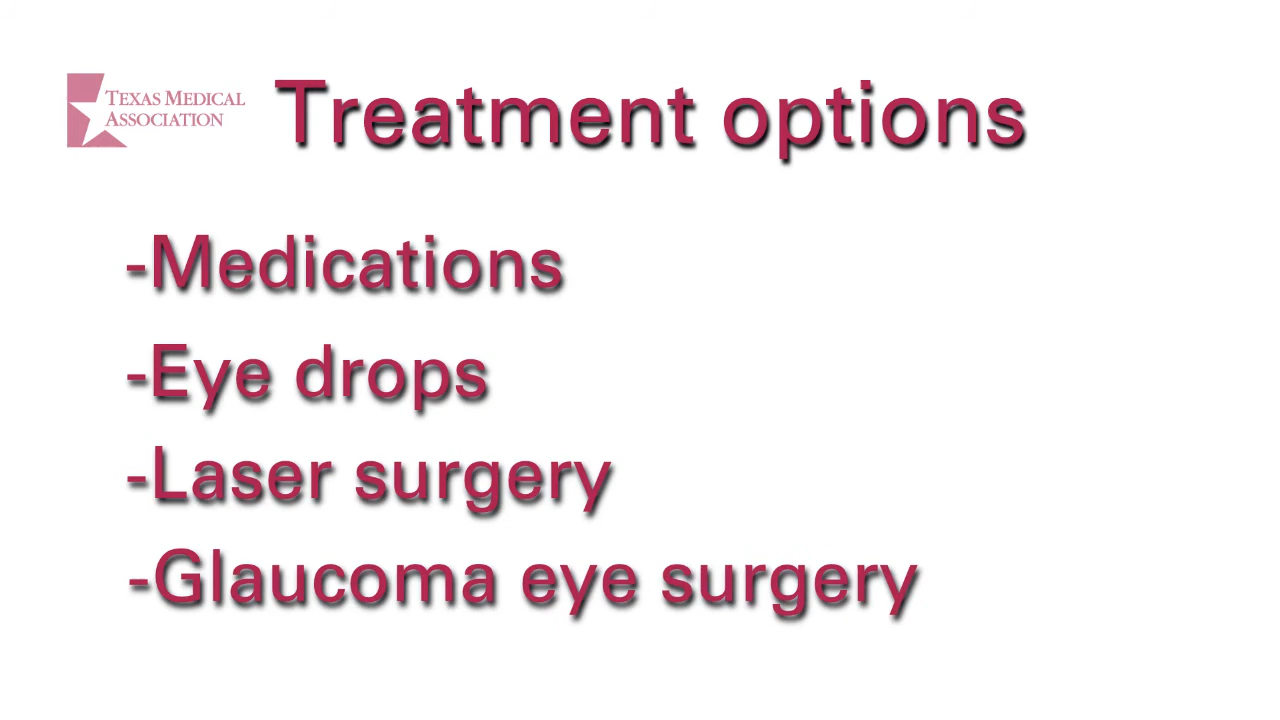 TEXAS MEDICAL
ASSOCIATION
Treatment options
-Medications
-Eye drops
-Laser surgery
-Glaucoma eye surgery